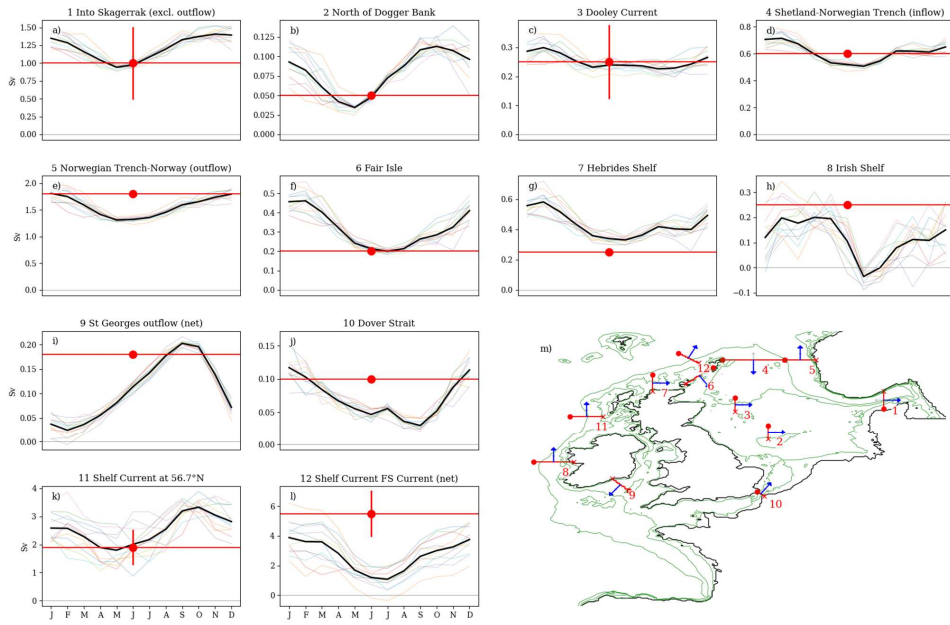 1 Into Skagerrak (excl. outflow)
a)
Sv
1.50
1.25
1.00
0.75
0.50
0.25
0.00
2 North of Dogger Bank
b)
0.125
0.100
0.075
0.050
0.025
0.000
3 Dooley Current
c)
0.3
0.2
0.1
0.0
4 Shetland-Norwegian Trench (inflow)
d)
0.8
0.6
0.4
0.2
0.0
5 Norwegian Trench-Norway (outflow)
e)
Sv
2.0
1.5
1.0
0.5
0.0
6 Fair Isle
f)
0.5
0.4
0.3
0.2
0.1
0.0
7 Hebrides Shelf
g)
0.6
0.4
0.2
0.0
8 Irish Shelf
h)
0.3
0.2
0.1
0.0
−0.1
9 St Georges outflow (net)
i)
Sv
0.20
0.15
0.10
0.05
0.00
10 Dover Strait
j)
0.15
0.10
0.05
0.00
11 Shelf Current at 56.7°N
k)
Sv
4
3
2
1
0
J F M A M J J A S O N D
12 Shelf Current FS Current (net)
l)
6
4
2
0
J F M A M J J A S O N D
m)
12
4
5
6
7
3
1
11
2
8
9
10